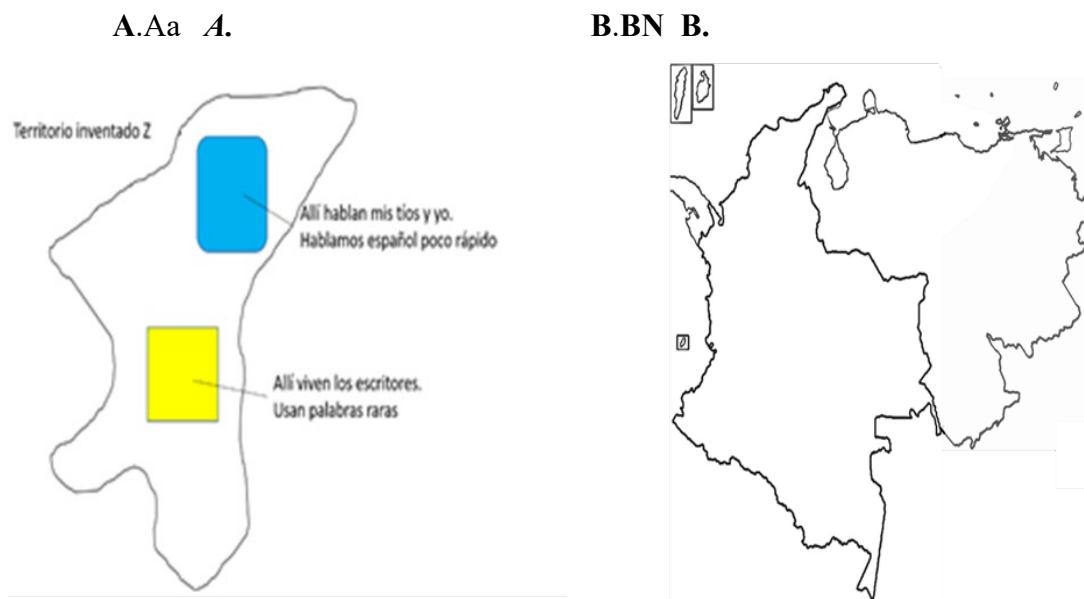 A.Aa A.
B.BN B.
Territorio inventado Z
Allí hablan mis tíos y yo.
Hablamos español poco rápido
Allí viven los escritores.
Usan palabras raras